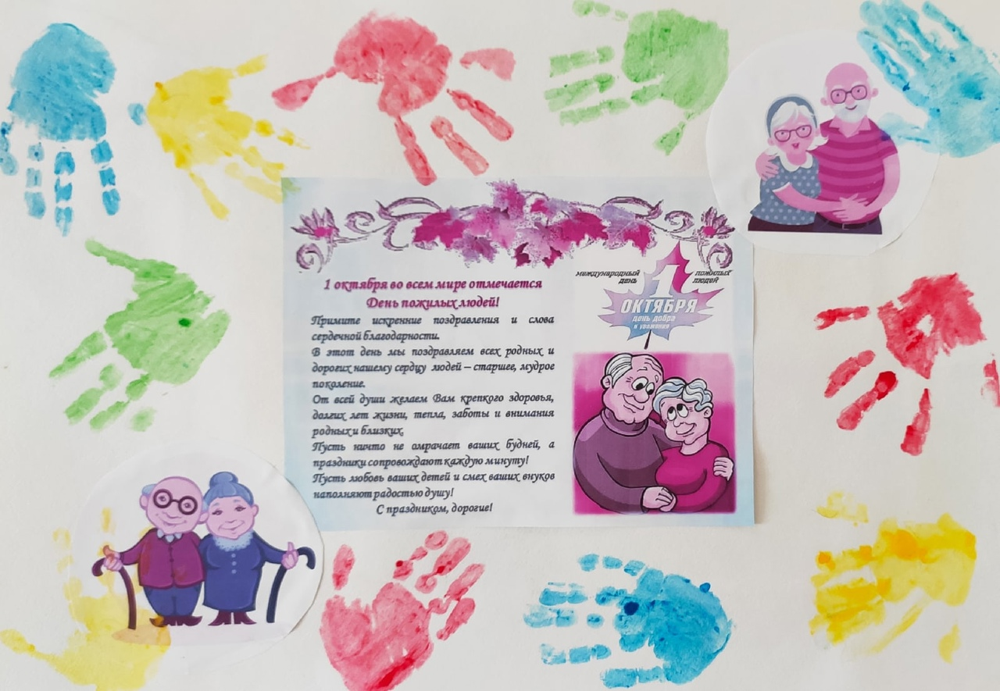 1 октября во всем мире отмечается
День пожилых людей!
Примите искренние поздравления и слова
сердечной благодарности.
В этот день мы поздравляем всех родных и
дорогих нашему сердцу людей – старшее, мудрое
поколение.
От всей души желаем Вам крепкого здоровья,
долгих лет жизни, тепла, заботы и внимания
родных и близких.
Пусть ничто не омрачает ваших будней, а
праздники сопровождают каждую минуту!
Пусть любовь ваших детей и смех ваших внуков
наполняют радостью душу!
С праздником, дорогие!
международный
день
пожилых
людей
1
ОКТЯБРЯ
день добра
и уважения